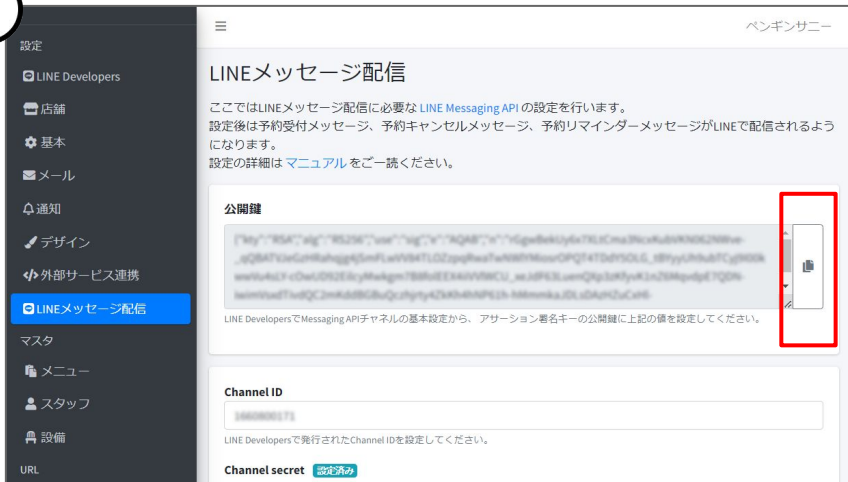 ペンギンサニー
設定
LINE Developers
店舗
基本
メール
通知
デザイン
外部サービス連携
LINEメッセージ配信
マスタ
メニュー
スタッフ
設備
URL
LINEメッセージ配信
ここではLINEメッセージ配信に必要な LINE Messaging API の設定を行います。
設定後は予約受付メッセージ、予約キャンセルメッセージ、予約リマインダーメッセージがLINEで配信されるよう
になります。
設定の詳細は マニュアル をご一読ください。
公開鍵
LINE DevelopersでMessaging APIチャネルの基本設定から、 アサーション署名キーの公開鍵に上記の値を設定してください。
Channel ID
LINE Developersで発行されたChannel IDを設定してください。
Channel secret 設定済み